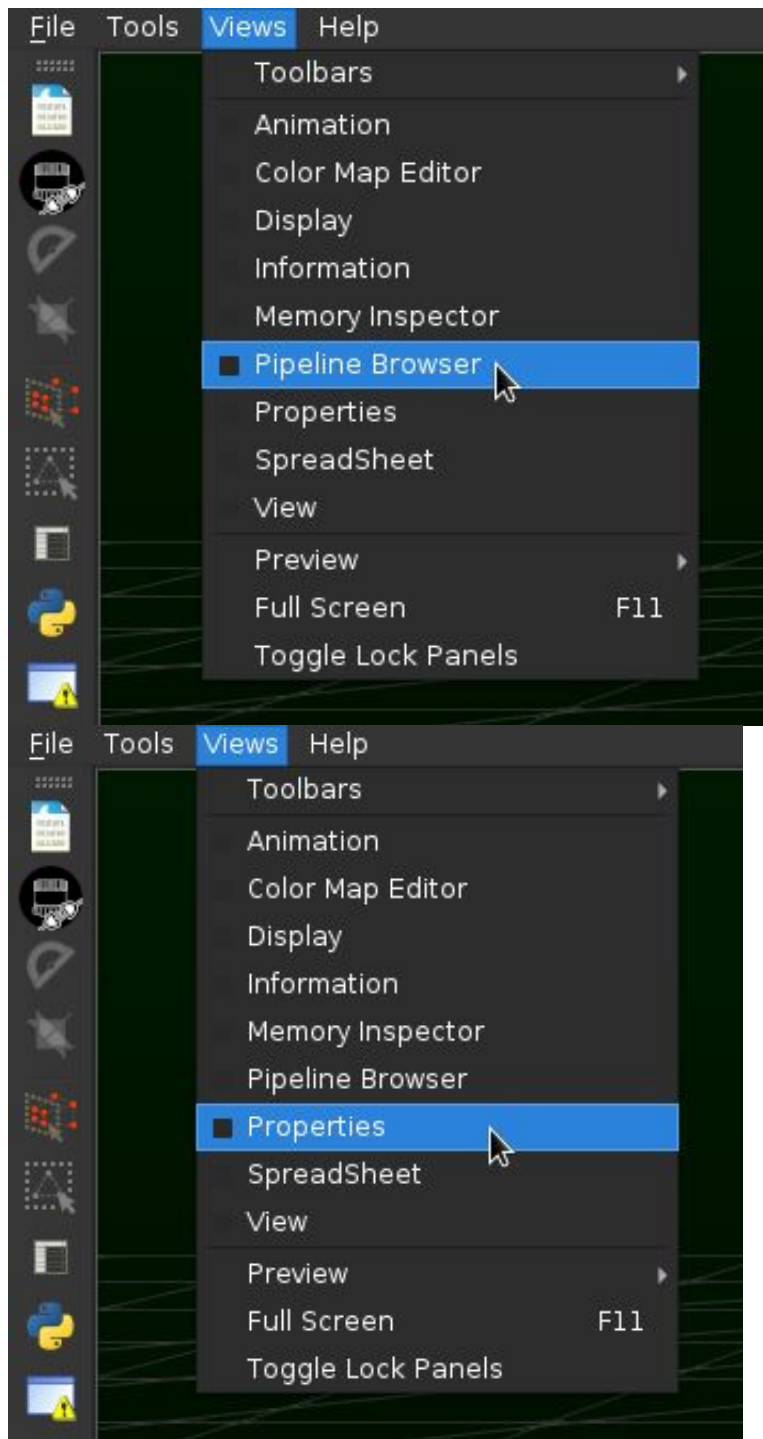 File Tools Views Help
Toolbars
Animation
Color Map Editor
Display
Information
Memory Inspector
Pipeline Browser
Properties
SpreadSheet
View
Preview
Full Screen F11
Toggle Lock Panels
File Tools Views Help
Toolbars
Animation
Color Map Editor
Display
Information
Memory Inspector
Pipeline Browser
Properties
SpreadSheet
View
Preview
Full Screen F11
Toggle Lock Panels